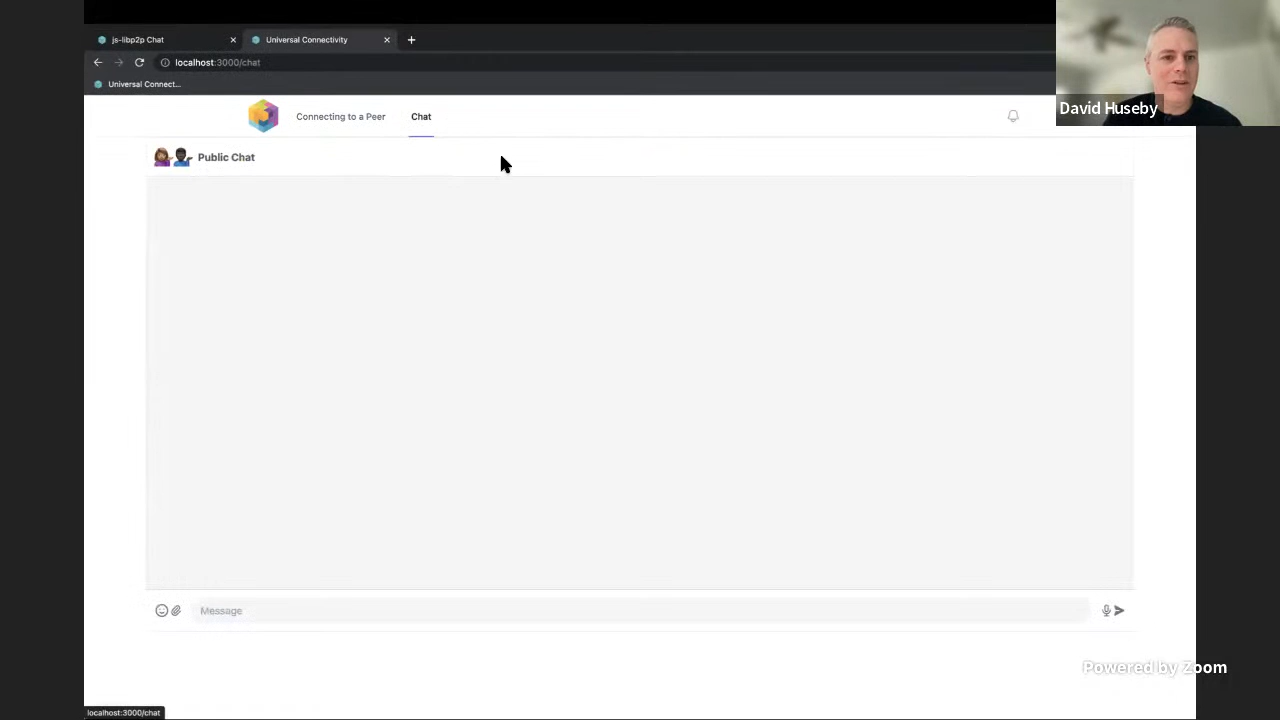 js-libp2p Chat
Universal Connectivity
localhost:3000/chat
Universal Connect...
David Huseby
Connecting to a Peer
Chat
Public Chat
Message
Powered by Zoom
localhost:3000/chat